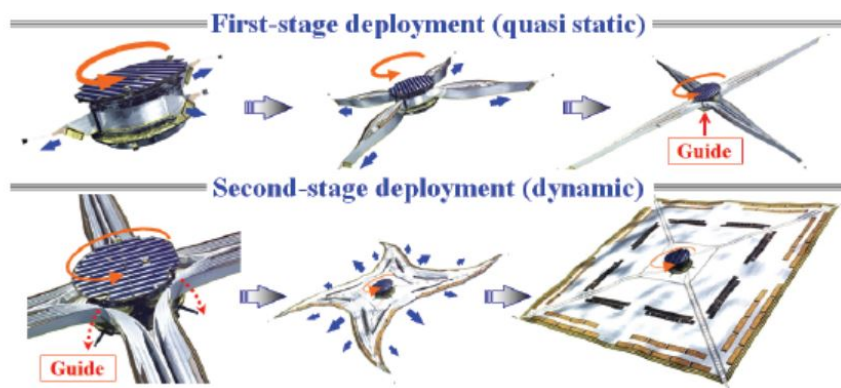 First-stage deployment (quasi static)
Guide
Second-stage deployment (dynamic)
Guide